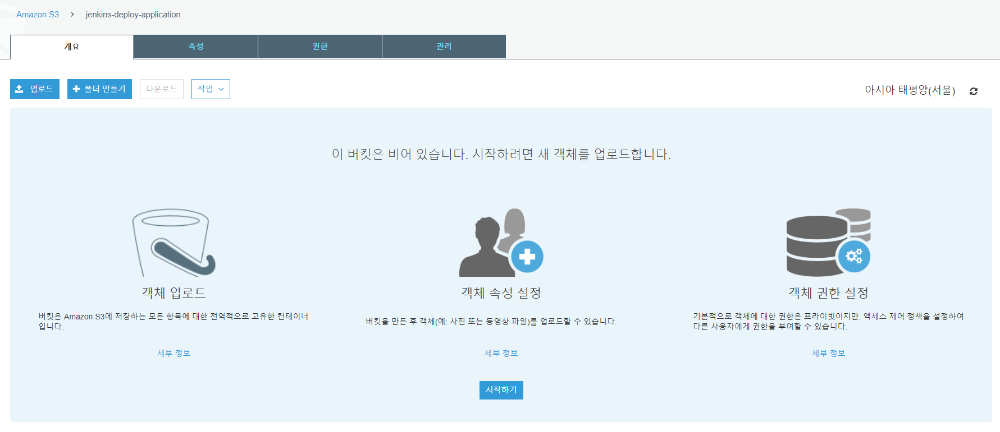 Amazon S3 > jenkins-deploy-application
개요 속성 권한 관리
업로드 폴더 만들기 다운로드 작업 아시아 태평양(서울)
이 버킷은 비어 있습니다. 시작하려면 새 객체를 업로드합니다.
객체 업로드
버킷은 Amazon S3에 저장하는 모든 항목에 대한 전역적으로 고유한 컨테이너
입니다.
세부 정보
객체 속성 설정
버킷을 만든 후 객체(예: 사진 또는 동영상 파일)를 업로드할 수 있습니다.
세부 정보
객체 권한 설정
기본적으로 객체에 대한 권한은 프라이빗이지만, 액세스 제어 정책을 설정하여
다른 사용자에게 권한을 부여할 수 있습니다.
세부 정보
시작하기